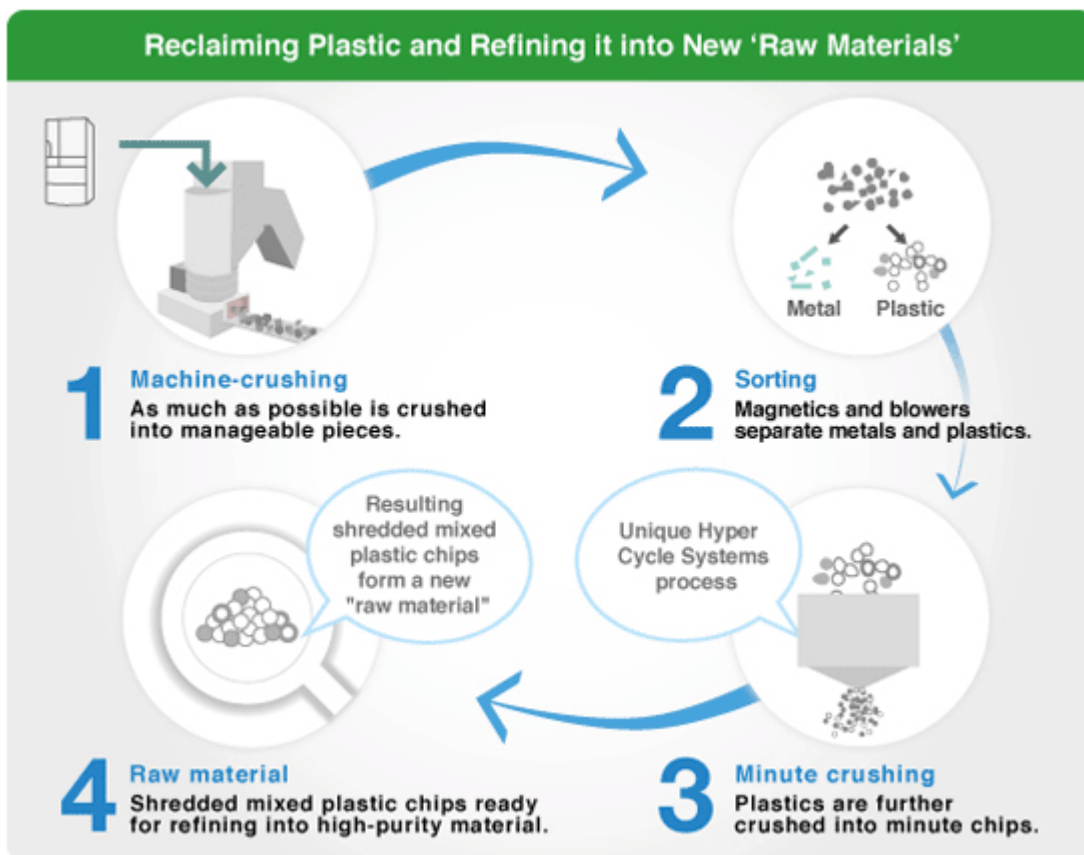 Reclaiming Plastic and Refining it into New ‘Raw Materials’
Metal
Plastic
1
Machine-crushing
As much as possible is crushed
into manageable pieces.
2
Sorting
Magnetics and blowers
separate metals and plastics.
Unique Hyper
Cycle Systems
process
3
Minute crushing
Plastics are further
crushed into minute chips.
Resulting
shredded mixed
plastic chips
form a new
"raw material"
4
Raw material
Shredded mixed plastic chips ready
for refining into high-purity material.